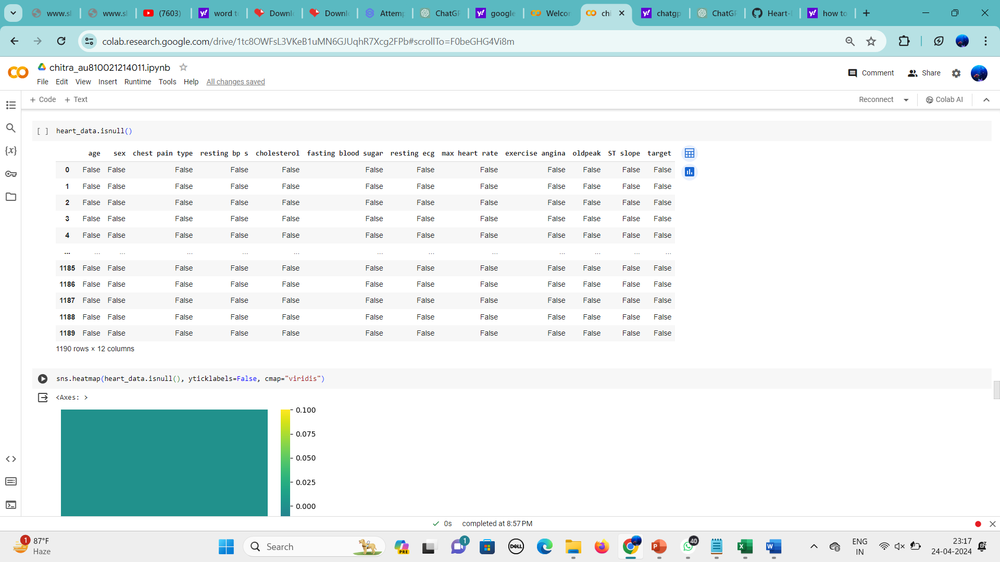 www.sl
www.sl
(7603)
word to
Downl
Downl
Attemp
ChatGP
google
Welcon
chi
chatgp
ChatGP
Heart-
how to
colab.research.google.com/drive/1tc8OWFsL3VKeB1uMN6GJUqhR7Xcg2FPb#scrollTo=F0beGHG4Vi8m
chitra_au810021214011.ipynb
File Edit View Insert Runtime Tools Help All changes saved
Comment Share
+ Code + Text
Reconnect Colab AI
[ ] heart_data.isnull()
age sex chest pain type resting bp s cholesterol fasting blood sugar resting ecg max heart rate exercise angina oldpeak ST slope target
0 False False False False False False False False False False False False
1 False False False False False False False False False False False False
2 False False False False False False False False False False False False
3 False False False False False False False False False False False False
4 False False False False False False False False False False False False
... ... ... ... ... ... ... ... ... ... ... ... ...
1185 False False False False False False False False False False False False
1186 False False False False False False False False False False False False
1187 False False False False False False False False False False False False
1188 False False False False False False False False False False False False
1189 False False False False False False False False False False False False
1190 rows × 12 columns
sns.heatmap(heart_data.isnull(), yticklabels=False, cmap="viridis")
<Axes: >
0.100
0.075
0.050
0.025
0.000
0s completed at 8:57 PM
1
87°F
Haze
Search
PRE
1
DELL
40
ENG
IN
23:17
24-04-2024